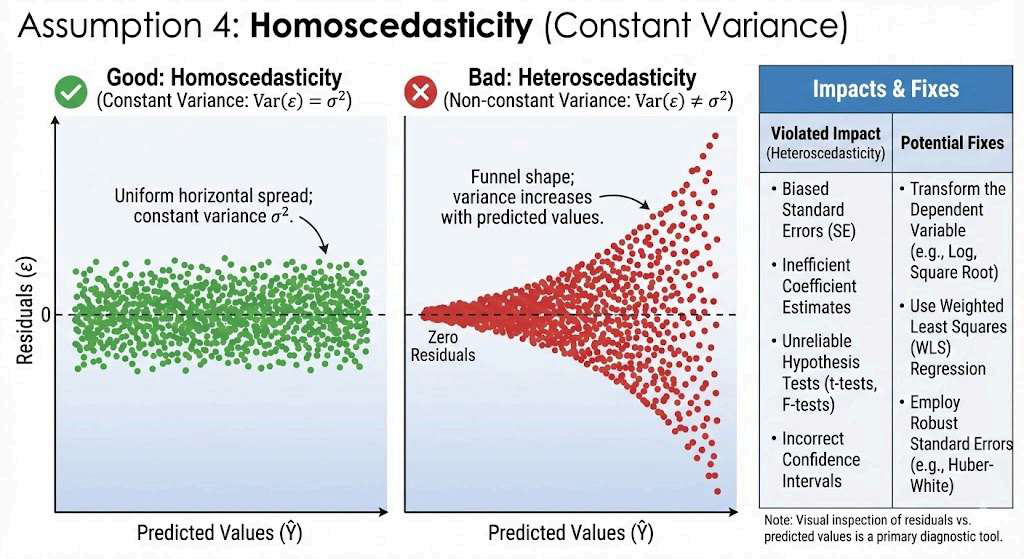 Assumption 4: Homoscedasticity (Constant Variance)
Good: Homoscedasticity
(Constant Variance: Var(ε) = σ²)
Uniform horizontal spread;
constant variance σ².
Residuals (ε)
0
Predicted Values (Ŷ)
Bad: Heteroscedasticity
(Non-constant Variance: Var(ε) ≠ σ²)
Funnel shape;
variance increases
with predicted values.
Zero
Residuals
Predicted Values (Ŷ)
Impacts & Fixes
Violated Impact
(Heteroscedasticity)
• Biased
Standard
Errors (SE)
• Inefficient
Coefficient
Estimates
• Unreliable
Hypothesis
Tests (t-tests,
F-tests)
• Incorrect
Confidence
Intervals
Potential Fixes
• Transform the
Dependent
Variable
(e.g., Log,
Square Root)
• Use Weighted
Least Squares
(WLS)
Regression
• Employ
Robust
Standard Errors
(e.g., Huber-
White)
Note: Visual inspection of residuals vs.
predicted values is a primary diagnostic tool.